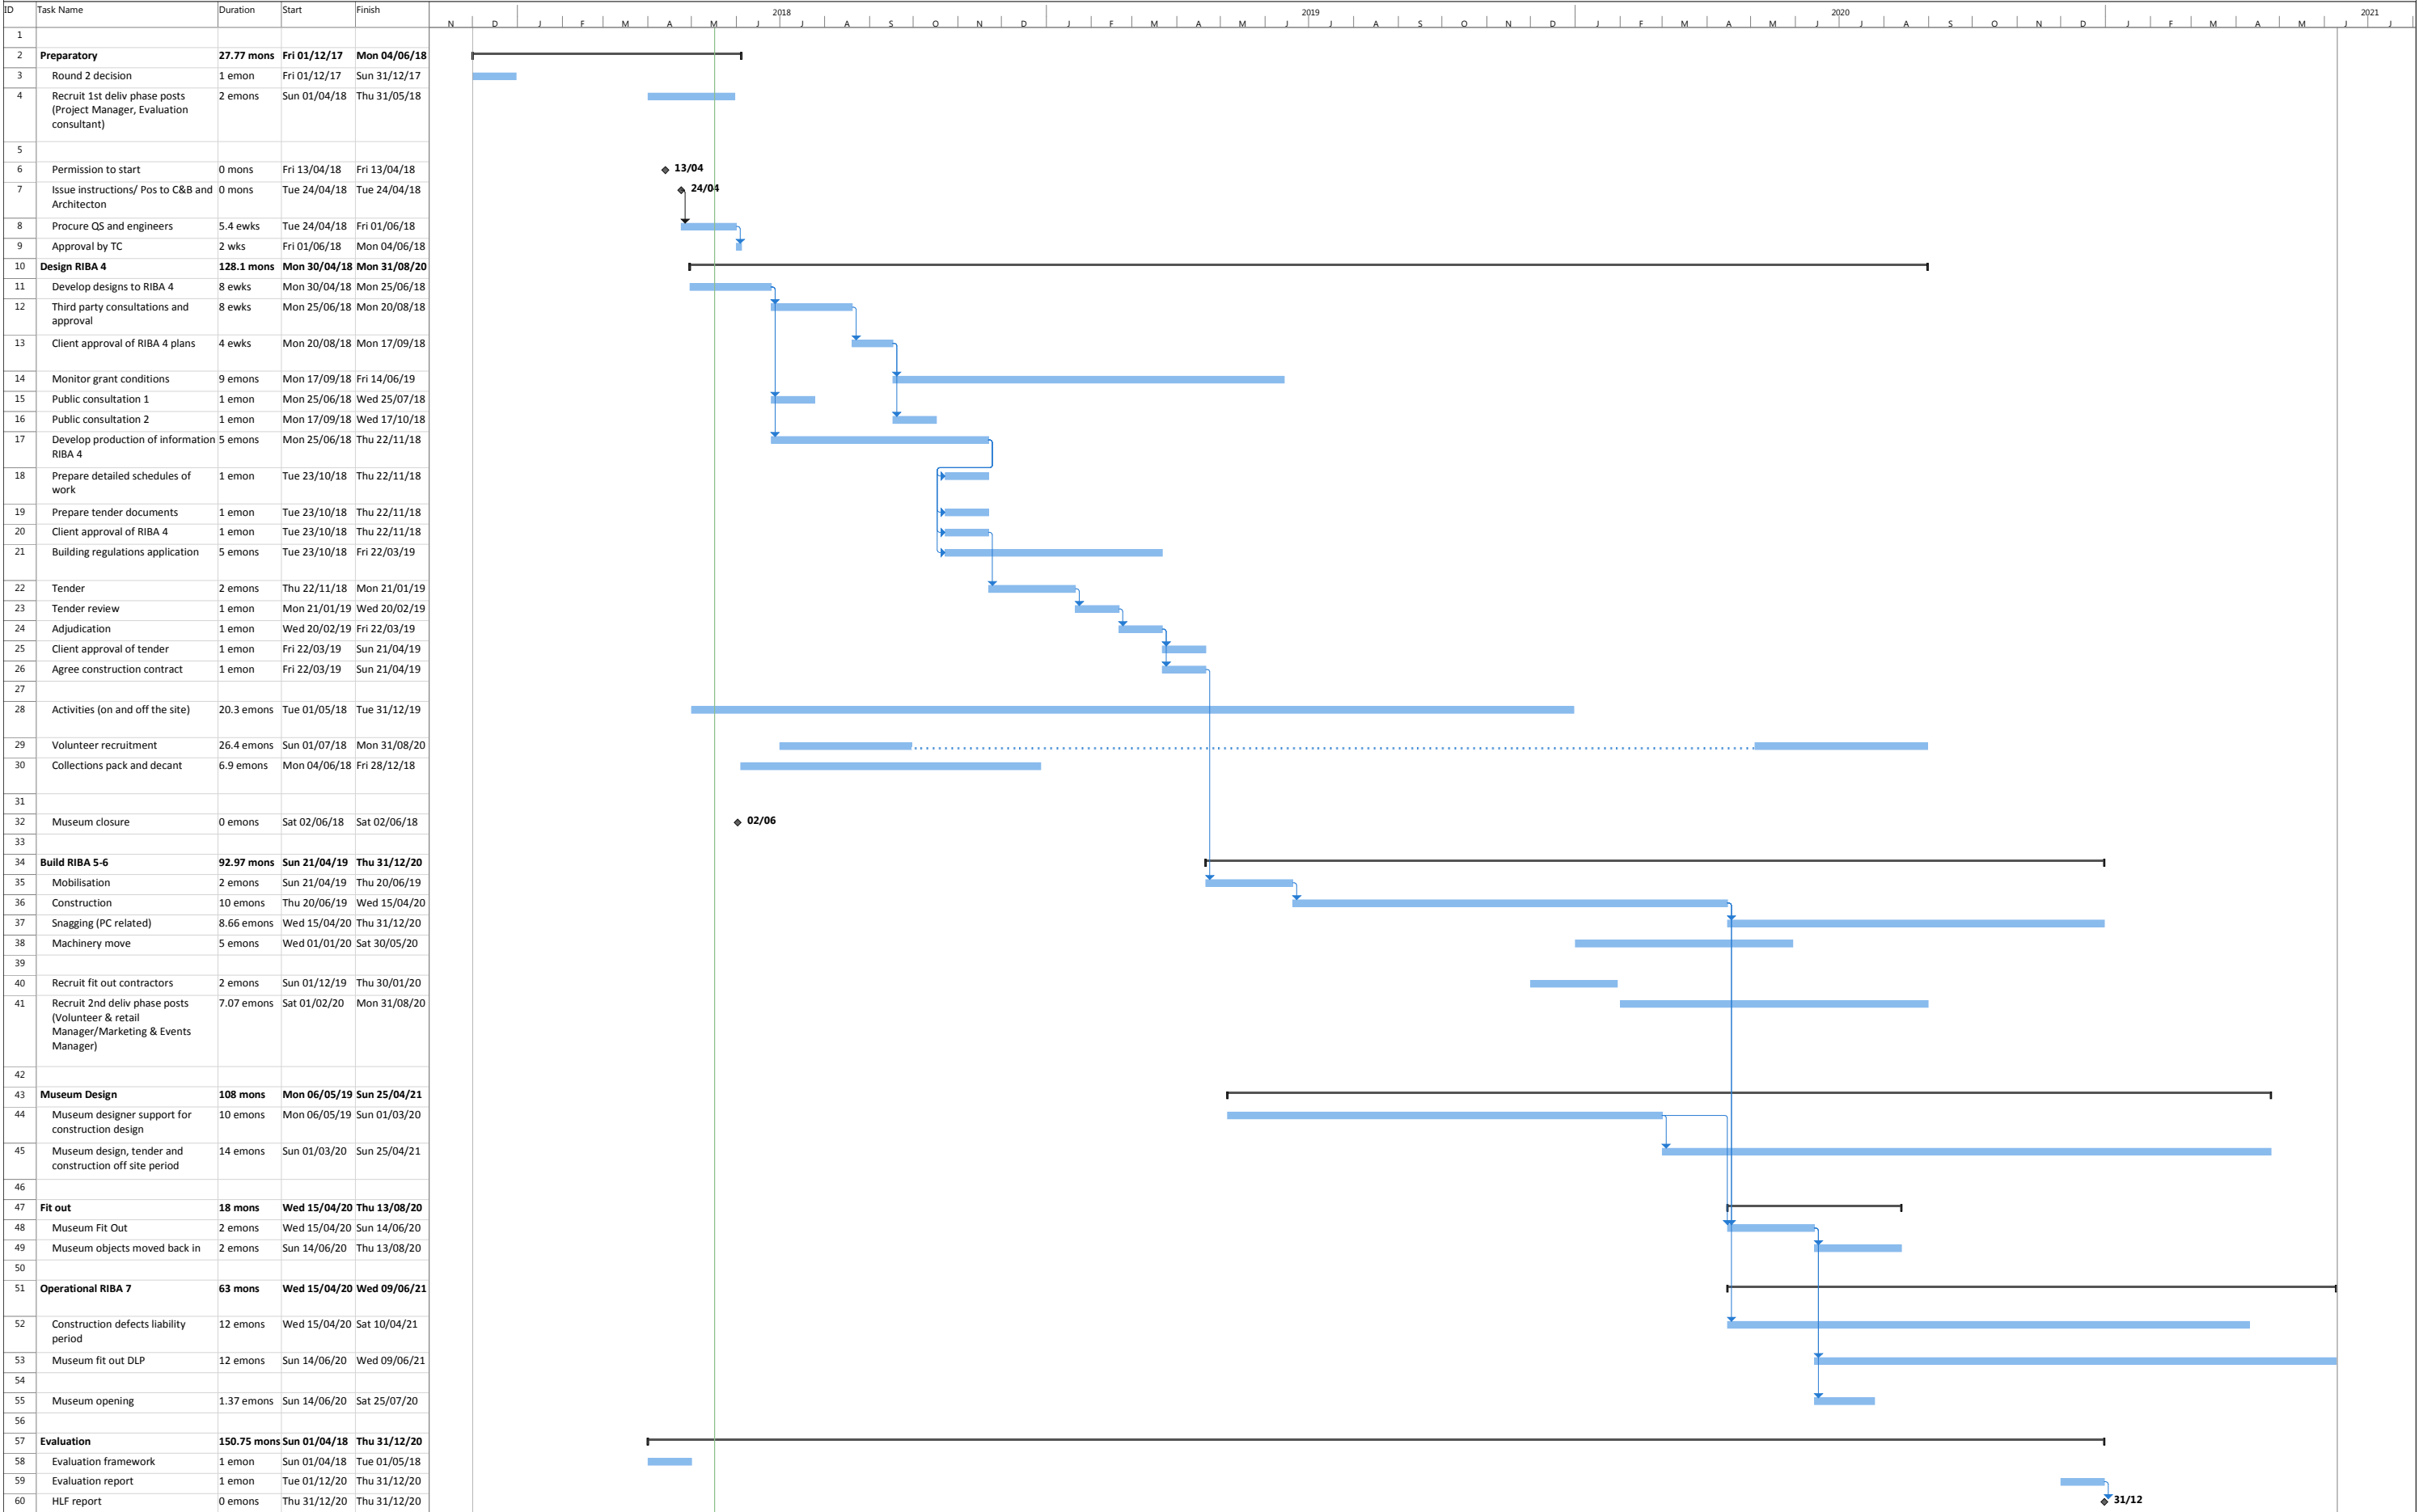 ID Task Name Duration Start Finish 2018 2019 2020 2021
N D J F M A M J J A S O N D J F M A M J J A S O N D J F M A M J J A S O N D J F M A M J J
1
2 Preparatory 27.77 mons Fri 01/12/17 Mon 04/06/18
3 Round 2 decision 1 emon Fri 01/12/17 Sun 31/12/17
4 Recruit 1st deliv phase posts 2 emons Sun 01/04/18 Thu 31/05/18
(Project Manager, Evaluation
consultant)
5
6 Permission to start 0 mons Fri 13/04/18 Fri 13/04/18 13/04
7 Issue instructions/ Pos to C&B and 0 mons Tue 24/04/18 Tue 24/04/18 24/04
Architecton
8 Procure QS and engineers 5.4 ewks Tue 24/04/18 Fri 01/06/18
9 Approval by TC 2 wks Fri 01/06/18 Mon 04/06/18
10 Design RIBA 4 128.1 mons Mon 30/04/18 Mon 31/08/20
11 Develop designs to RIBA 4 8 ewks Mon 30/04/18 Mon 25/06/18
12 Third party consultations and 8 ewks Mon 25/06/18 Mon 20/08/18
approval
13 Client approval of RIBA 4 plans 4 ewks Mon 20/08/18 Mon 17/09/18
14 Monitor grant conditions 9 emons Mon 17/09/18 Fri 14/06/19
15 Public consultation 1 1 emon Mon 25/06/18 Wed 25/07/18
16 Public consultation 2 1 emon Mon 17/09/18 Wed 17/10/18
17 Develop production of information 5 emons Mon 25/06/18 Thu 22/11/18
RIBA 4
18 Prepare detailed schedules of 1 emon Tue 23/10/18 Thu 22/11/18
work
19 Prepare tender documents 1 emon Tue 23/10/18 Thu 22/11/18
20 Client approval of RIBA 4 1 emon Tue 23/10/18 Thu 22/11/18
21 Building regulations application 5 emons Tue 23/10/18 Fri 22/03/19
22 Tender 2 emons Thu 22/11/18 Mon 21/01/19
23 Tender review 1 emon Mon 21/01/19 Wed 20/02/19
24 Adjudication 1 emon Wed 20/02/19 Fri 22/03/19
25 Client approval of tender 1 emon Fri 22/03/19 Sun 21/04/19
26 Agree construction contract 1 emon Fri 22/03/19 Sun 21/04/19
27
28 Activities (on and off the site) 20.3 emons Tue 01/05/18 Tue 31/12/19
29 Volunteer recruitment 26.4 emons Sun 01/07/18 Mon 31/08/20
30 Collections pack and decant 6.9 emons Mon 04/06/18 Fri 28/12/18
31
32 Museum closure 0 emons Sat 02/06/18 Sat 02/06/18 02/06
33
34 Build RIBA 5-6 92.97 mons Sun 21/04/19 Thu 31/12/20
35 Mobilisation 2 emons Sun 21/04/19 Thu 20/06/19
36 Construction 10 emons Thu 20/06/19 Wed 15/04/20
37 Snagging (PC related) 8.66 emons Wed 15/04/20 Thu 31/12/20
38 Machinery move 5 emons Wed 01/01/20 Sat 30/05/20
39
40 Recruit fit out contractors 2 emons Sun 01/12/19 Thu 30/01/20
41 Recruit 2nd deliv phase posts 7.07 emons Sat 01/02/20 Mon 31/08/20
(Volunteer & retail
Manager/Marketing & Events
Manager)
42
43 Museum Design 108 mons Mon 06/05/19 Sun 25/04/21
44 Museum designer support for 10 emons Mon 06/05/19 Sun 01/03/20
construction design
45 Museum design, tender and 14 emons Sun 01/03/20 Sun 25/04/21
construction off site period
46
47 Fit out 18 mons Wed 15/04/20 Thu 13/08/20
48 Museum Fit Out 2 emons Wed 15/04/20 Sun 14/06/20
49 Museum objects moved back in 2 emons Sun 14/06/20 Thu 13/08/20
50
51 Operational RIBA 7 63 mons Wed 15/04/20 Wed 09/06/21
52 Construction defects liability 12 emons Wed 15/04/20 Sat 10/04/21
period
53 Museum fit out DLP 12 emons Sun 14/06/20 Wed 09/06/21
54
55 Museum opening 1.37 emons Sun 14/06/20 Sat 25/07/20
56
57 Evaluation 150.75 mons Sun 01/04/18 Thu 31/12/20
58 Evaluation framework 1 emon Sun 01/04/18 Tue 01/05/18
59 Evaluation report 1 emon Tue 01/12/20 Thu 31/12/20
60 HLF report 0 emons Thu 31/12/20 Thu 31/12/20 31/12